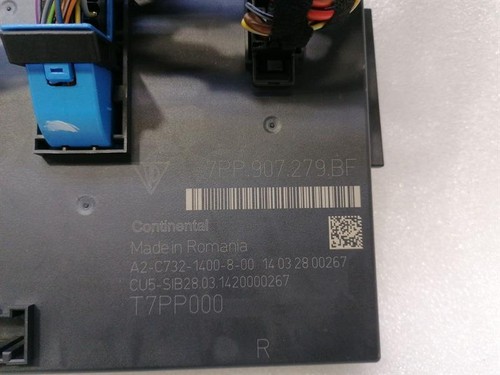 7PP.907.279.BF
Continental
Made in Romania
A2-C732-1400-8-00 14 03 28 00267
CU5-SIB28.03.1420000267
T7PP000
R